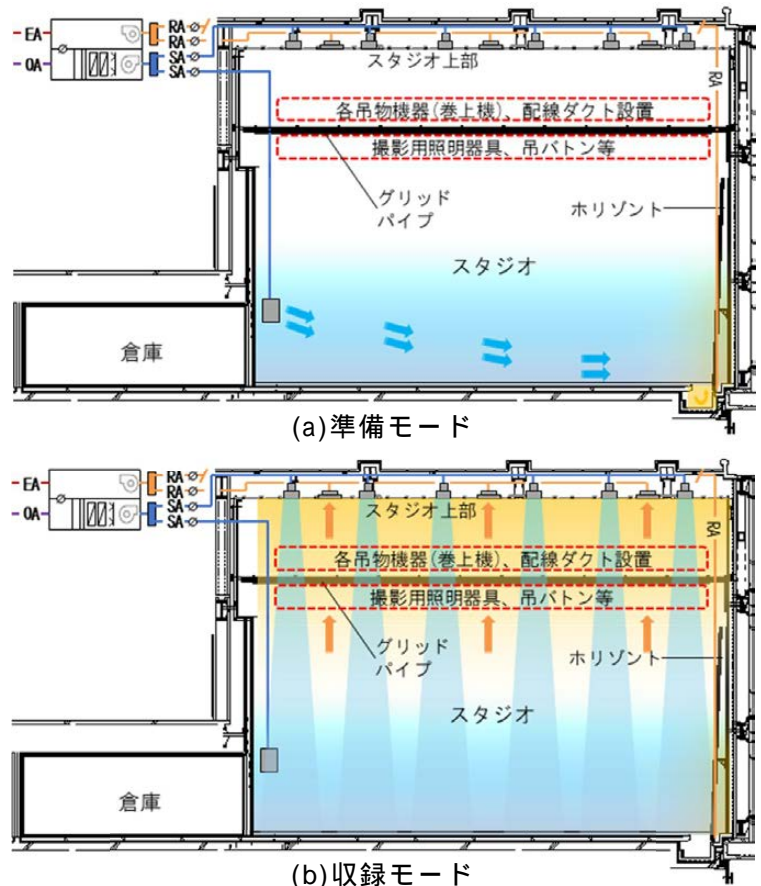 EA
RA
RA
OA
SA
SA
RA
スタジオ上部
各吊物機器(巻上機)、配線ダクト設置
撮影用照明器具、吊バトン等
グリッド
パイプ
ホリゾント
スタジオ
倉庫
(a)準備モード
EA
RA
RA
OA
SA
SA
RA
スタジオ上部
各吊物機器(巻上機)、配線ダクト設置
撮影用照明器具、吊バトン等
グリッド
パイプ
ホリゾント
スタジオ
倉庫
(b)収録モード